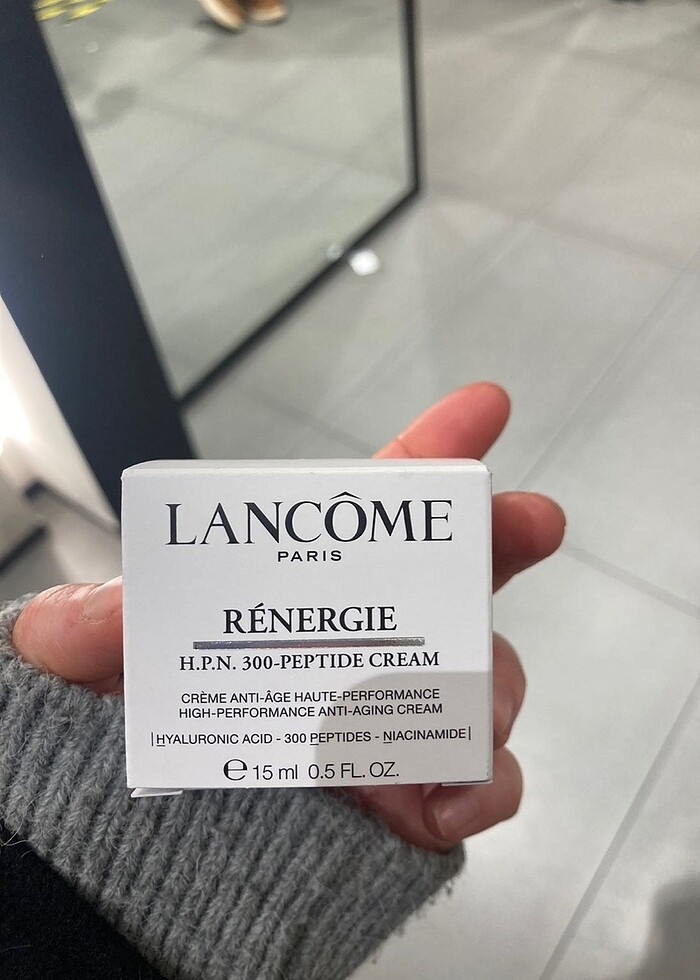 LANCÔME
PARIS
RÉNERGIE
H.P.N. 300-PEPTIDE CREAM
CRÈME ANTI-ÂGE HAUTE-PERFORMANCE
HIGH-PERFORMANCE ANTI-AGING CREAM
|HYALURONIC ACID - 300 PEPTIDES - NIACINAMIDE|
℮ 15 ml 0.5 FL. OZ.